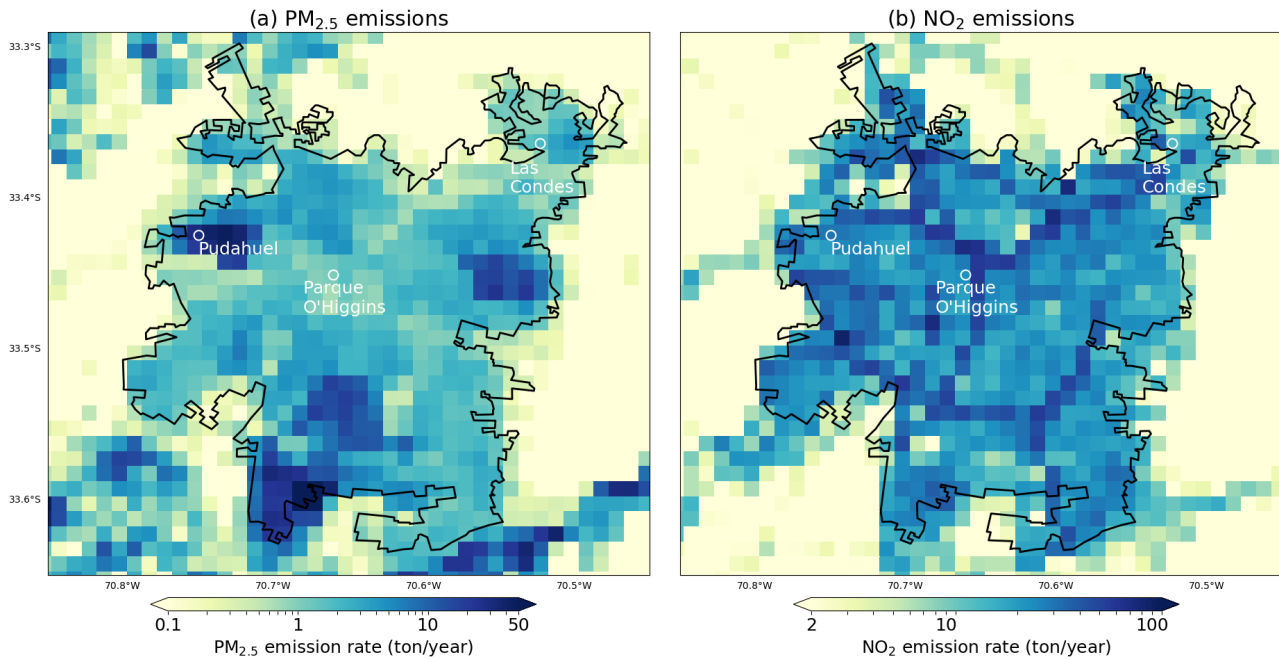 (a) PM₂.₅ emissions
(b) NO₂ emissions
33.3°S
33.4°S
33.5°S
33.6°S
Las
Condes
Pudahuel
Parque
O'Higgins
Las
Condes
Pudahuel
Parque
O'Higgins
70.8°W 70.7°W 70.6°W 70.5°W
70.8°W 70.7°W 70.6°W 70.5°W
0.1 1 10 50
PM₂.₅ emission rate (ton/year)
2 10 100
NO₂ emission rate (ton/year)